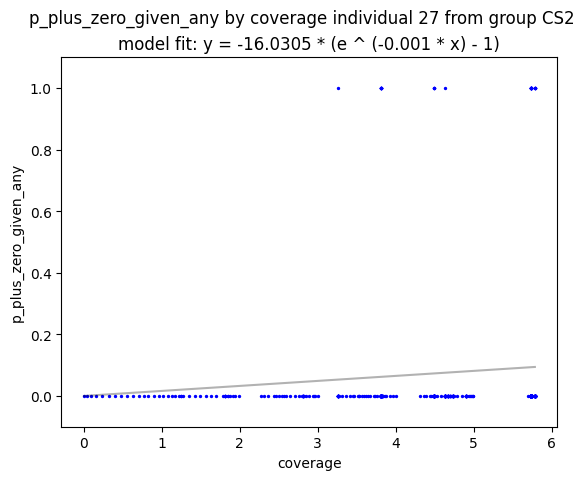 p_plus_zero_given_any by coverage individual 27 from group CS2
model fit: y = -16.0305 * (e ^ (-0.001 * x) - 1)
1.0
0.8
0.6
0.4
0.2
0.0
p_plus_zero_given_any
0 1 2 3 4 5 6
coverage